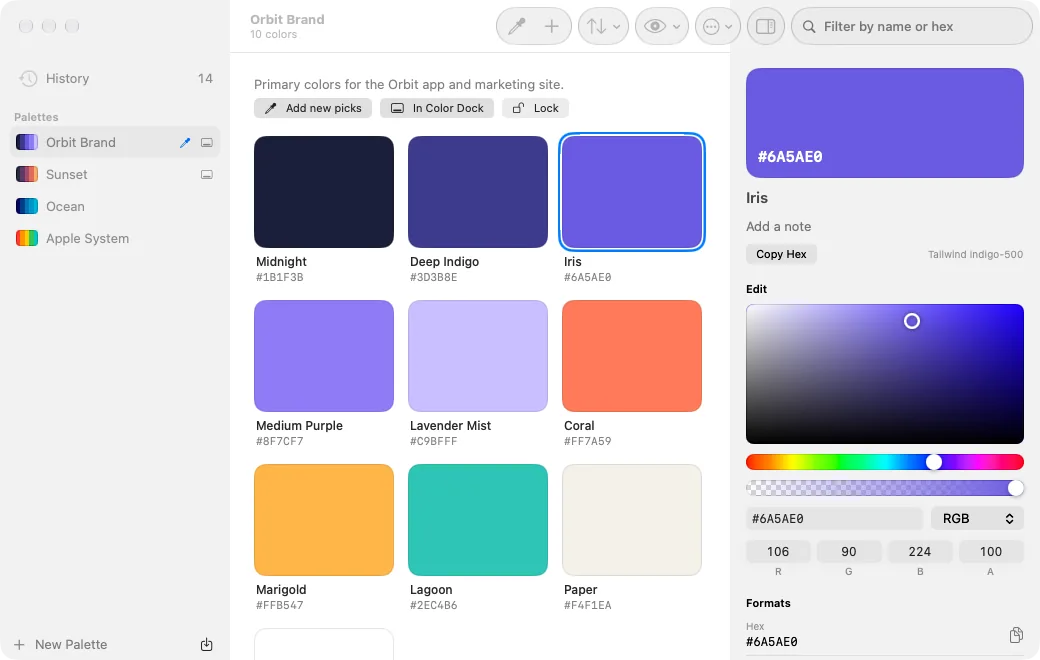 Orbit Brand
10 colors
Filter by name or hex
History
14
Palettes
Orbit Brand
Sunset
Ocean
Apple System
New Palette
Primary colors for the Orbit app and marketing site.
Add new picks
In Color Dock
Lock
Midnight
#1B1F3B
Deep Indigo
#3D3B8E
Iris
#6A5AE0
Medium Purple
#8F7CF7
Lavender Mist
#C9BFFF
Coral
#FF7A59
Marigold
#FFB547
Lagoon
#2EC4B6
Paper
#F4F1EA
#6A5AE0
Iris
Add a note
Copy Hex
Tailwind indigo-500
Edit
#6A5AE0
RGB
106
90
224
100
R
G
B
A
Formats
Hex
#6A5AE0